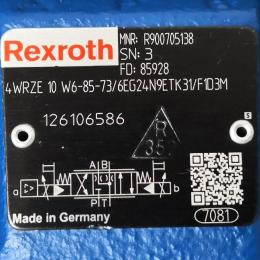 Rexroth
MNR: R900705138
SN: 3
FD: 85928
4WRZE 10 W6-85-73/6EG24N9ETK31/F1D3M
126106586
R
357
A B
a b
P T
S
Made in Germany
7081